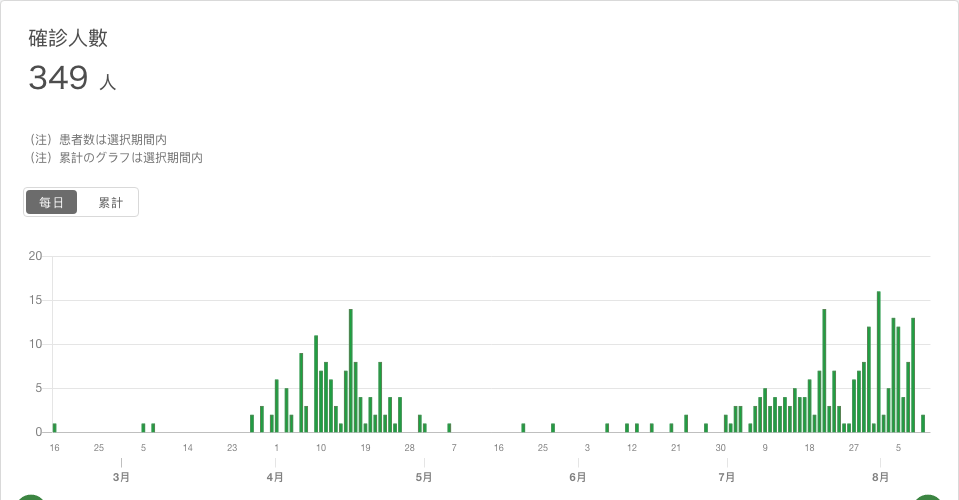 確診人數
349 人
（注）患者数は選択期間内
（注）累計のグラフは選択期間内
每日 累計
20
15
10
5
0
16 25 5 14 23 1 10 19 28 7 16 25 3 12 21 30 9 18 27 5
3月 4月 5月 6月 7月 8月